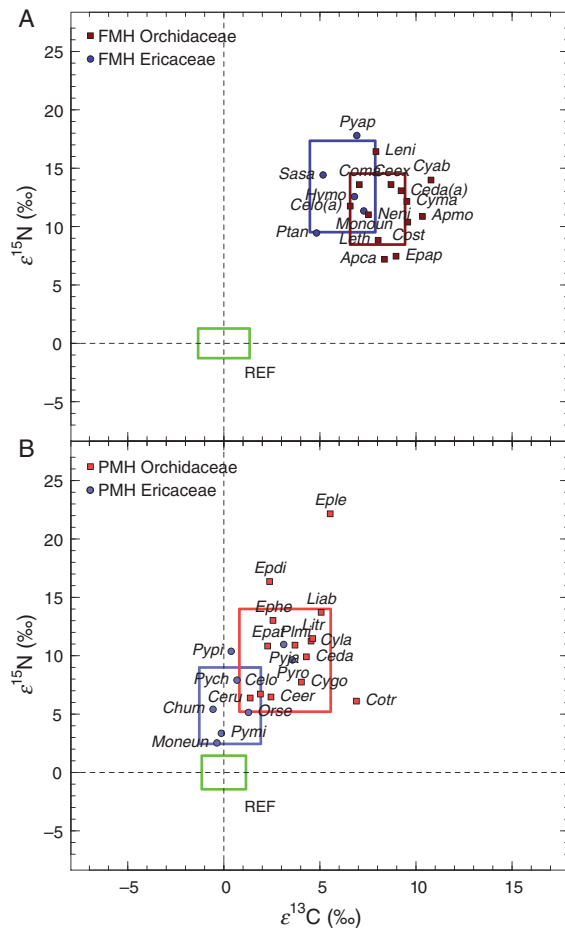 A
FMH Orchidaceae
FMH Ericaceae
25
20
15
10
5
0
−5
ε15N (‰)
Pyap
Leni
Sasa
Come
Ceex
Cyab
Hymo
Ceda(a)
Celo(a)
Neni
Cyma
Monoun
Apmo
Ptan
Leth
Cost
Apca
Epap
REF
B
PMH Orchidaceae
PMH Ericaceae
25
20
15
10
5
0
−5
ε15N (‰)
Eple
Epdi
Ephe
Liab
Epat
Plmi
Litr
Pypi
Pyja
Cyla
Ceda
Pych
Celo
Pyro
Ceru
Ceer
Cygo
Chum
Orse
Cotr
Moneun
Pymi
REF
−5
0
5
10
15
ε13C (‰)